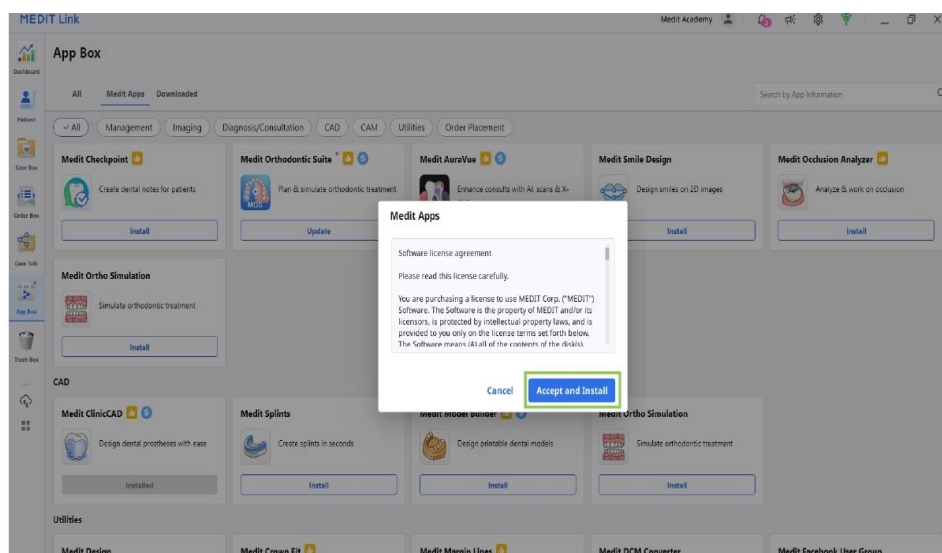 MEDIT Link
Medit Academy
App Box
All Medit Apps Downloaded
Search by App Information
All Management Imaging Diagnosis/Consultation CAD CAM Utilities Order Placement
Dashboard
Patient
Case Box
Order Box
Case Talk
App Box
Trash Box
Medit Checkpoint
Create dental notes for patients
Install
Medit Orthodontic Suite
MOS
Plan & simulate orthodontic treatment
Update
Medit AuraVue
Enhance consults with AI, scans & X-
Medit Smile Design
Design smiles on 2D images
Install
Medit Occlusion Analyzer
Analyze & work on occlusion
Install
Medit Ortho Simulation
Simulate orthodontic treatment
Install
Medit Apps
Software license agreement
Please read this license carefully.
You are purchasing a license to use MEDIT Corp. ("MEDIT")
Software. The Software is the property of MEDIT and/or its
licensors, is protected by intellectual property laws, and is
provided to you only on the license terms set forth below.
The Software means (A) all of the contents of the disk(s)
Cancel Accept and Install
CAD
Medit ClinicCAD
Design dental prostheses with ease
Installed
Medit Splints
Create splints in seconds
Install
Medit Model Builder
Design printable dental models
Install
Medit Ortho Simulation
Simulate orthodontic treatment
Install
Utilities
Medit Design
Medit Crown Fit
Medit Margin Lines
Medit DCM Converter
Medit Facebook User Group